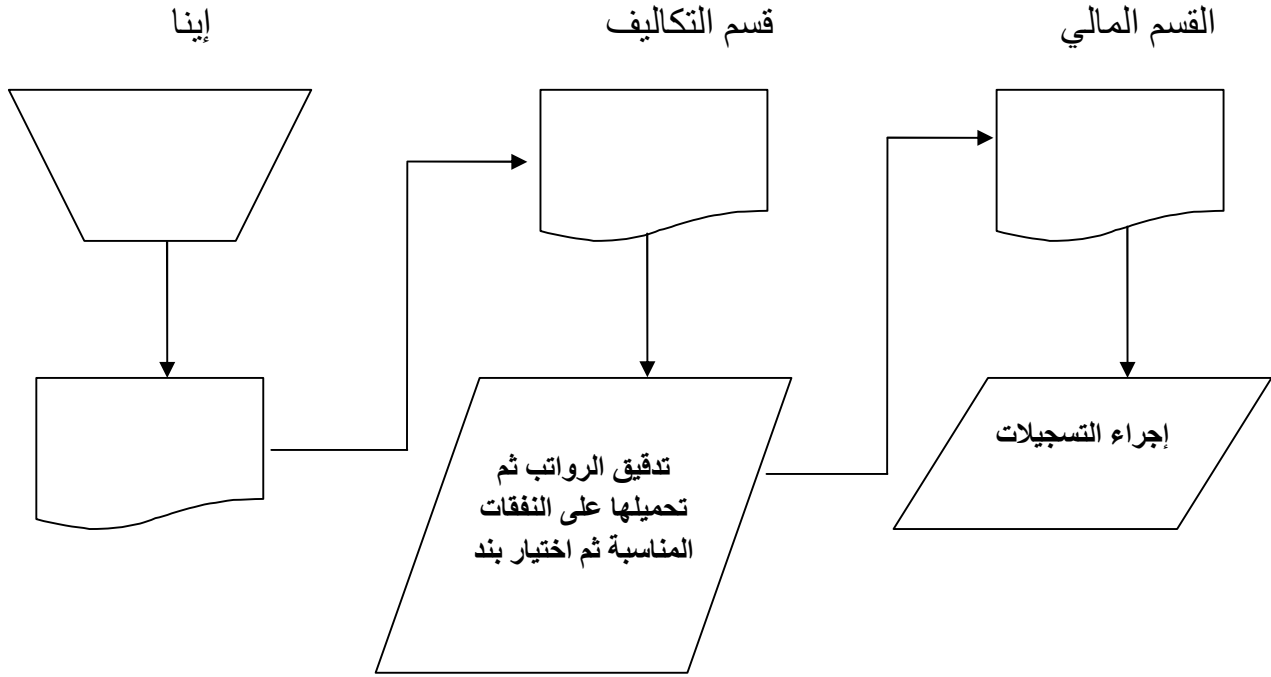 القسم المالي
قسم التكاليف
إينا
إجراء التسجيلات
تدقيق الرواتب ثم
تحميلها على النفقات
المناسبة ثم اختيار بند